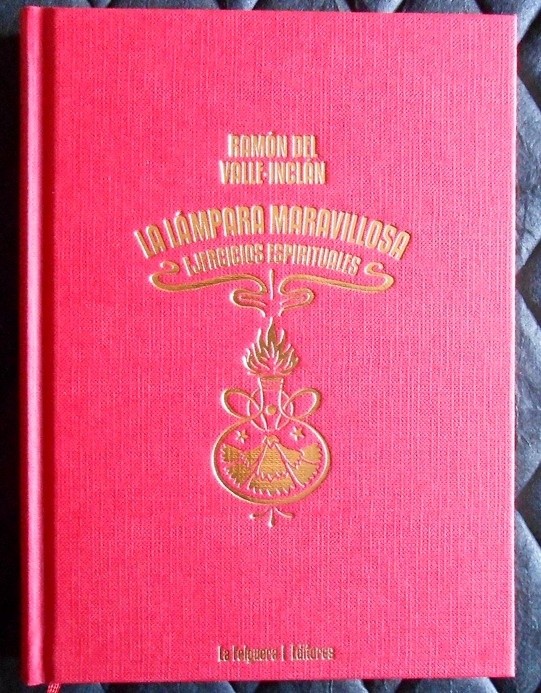 RAMÓN DEL
VALLE-INCLÁN
LA LÁMPARA MARAVILLOSA
EJERCICIOS ESPIRITUALES
La Felguera | Editores